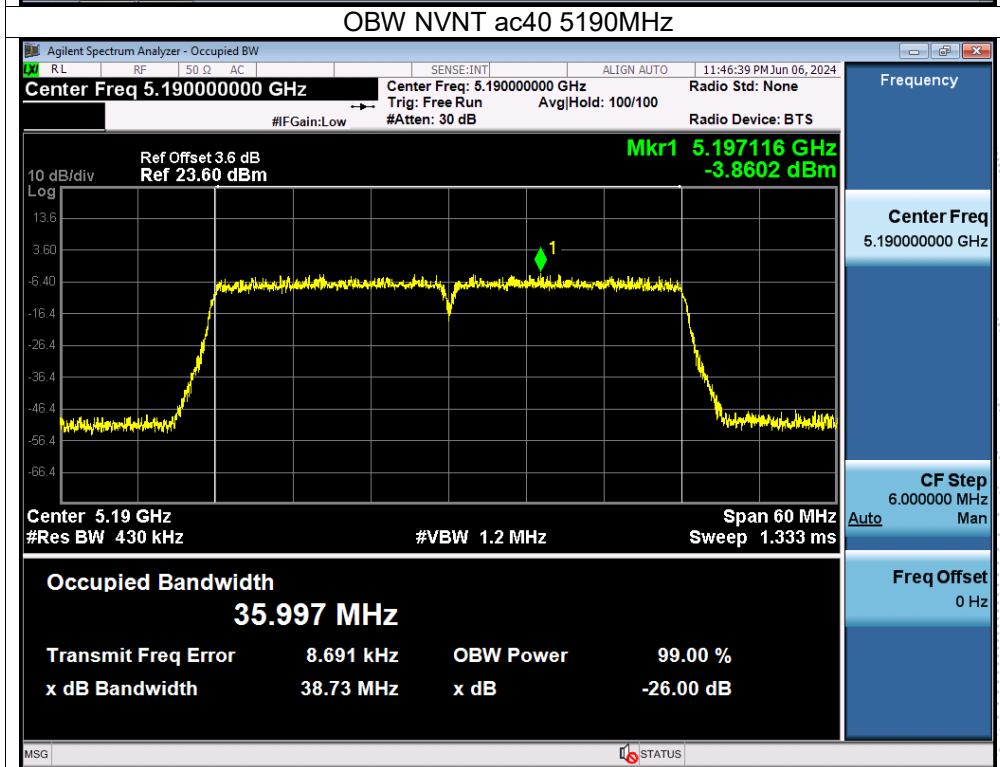 OBW NVNT ac40 5190MHz
Agilent Spectrum Analyzer - Occupied BW
LXI RL RF 50 Ω AC SENSE:INT ALIGN AUTO 11:46:39 PM Jun 06, 2024
Center Freq 5.190000000 GHz
Center Freq: 5.190000000 GHz Radio Std: None
Trig: Free Run Avg|Hold: 100/100
#IFGain:Low #Atten: 30 dB Radio Device: BTS
Frequency
Mkr1 5.197116 GHz
-3.8602 dBm
Ref Offset 3.6 dB
10 dB/div Ref 23.60 dBm
Log
13.6
3.60
-6.40
-16.4
-26.4
-36.4
-46.4
-56.4
-66.4
1
Center 5.19 GHz Span 60 MHz
#Res BW 430 kHz #VBW 1.2 MHz Sweep 1.333 ms
Center Freq
5.190000000 GHz
CF Step
6.000000 MHz
Auto Man
Freq Offset
0 Hz
Occupied Bandwidth
35.997 MHz
Transmit Freq Error 8.691 kHz OBW Power 99.00 %
x dB Bandwidth 38.73 MHz x dB -26.00 dB
MSG STATUS